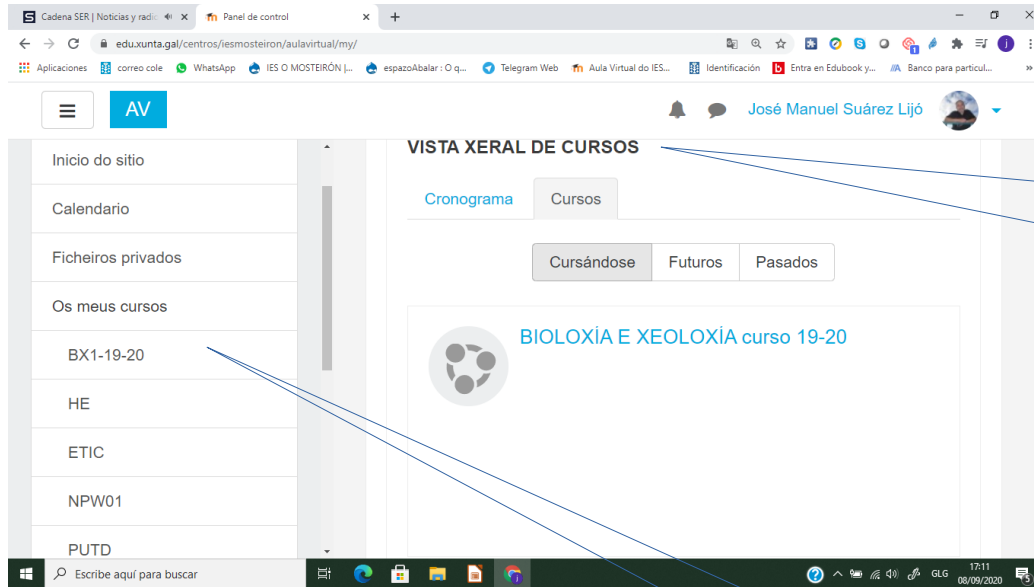 Cadena SER | Noticias y radio
Panel de control
edu.xunta.gal/centros/iesmosteiron/aulavirtual/my/
Aplicaciones
correo cole
WhatsApp
IES O MOSTEIRÓN |...
espazoAbalar : O q...
Telegram Web
Aula Virtual do IES...
Identificación
Entra en Edubook y...
Banco para particul...
AV
José Manuel Suárez Lijó
Inicio do sitio
Calendario
Ficheiros privados
Os meus cursos
BX1-19-20
HE
ETIC
NPW01
PUTD
VISTA XERAL DE CURSOS
Cronograma
Cursos
Cursándose
Futuros
Pasados
BIOLOXÍA E XEOLOXÍA curso 19-20
Escribe aquí para buscar
GLG
17:11
08/09/2020